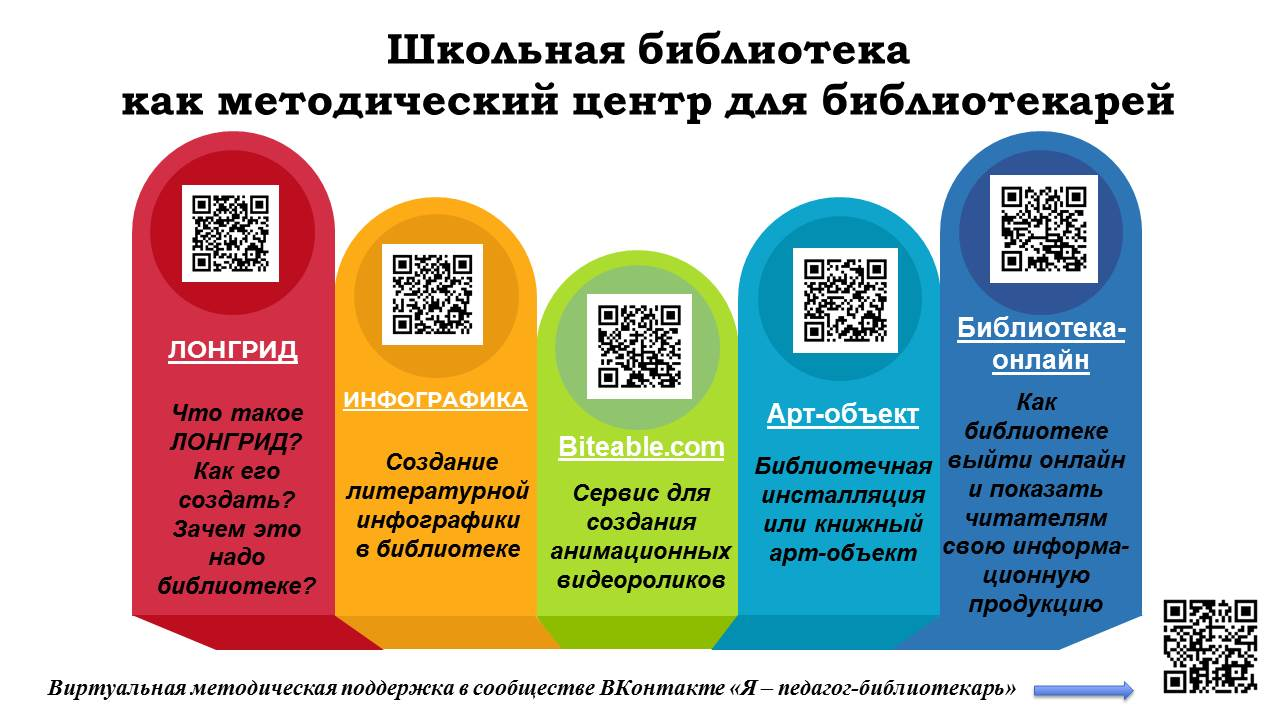 Школьная библиотека
как методический центр для библиотекарей
ЛОНГРИД
Что такое
ЛОНГРИД?
Как его
создать?
Зачем это
надо
библиотеке?
ИНФОГРАФИКА
Создание
литературной
инфографики
в библиотеке
Biteable.com
Сервис для
создания
анимационных
видеороликов
Арт-объект
Библиотечная
инсталляция
или книжный
арт-объект
Библиотека-
онлайн
Как
библиотеке
выйти онлайн
и показать
читателям
свою информа-
ционную
продукцию
Виртуальная методическая поддержка в сообществе ВКонтакте «Я – педагог-библиотекарь»